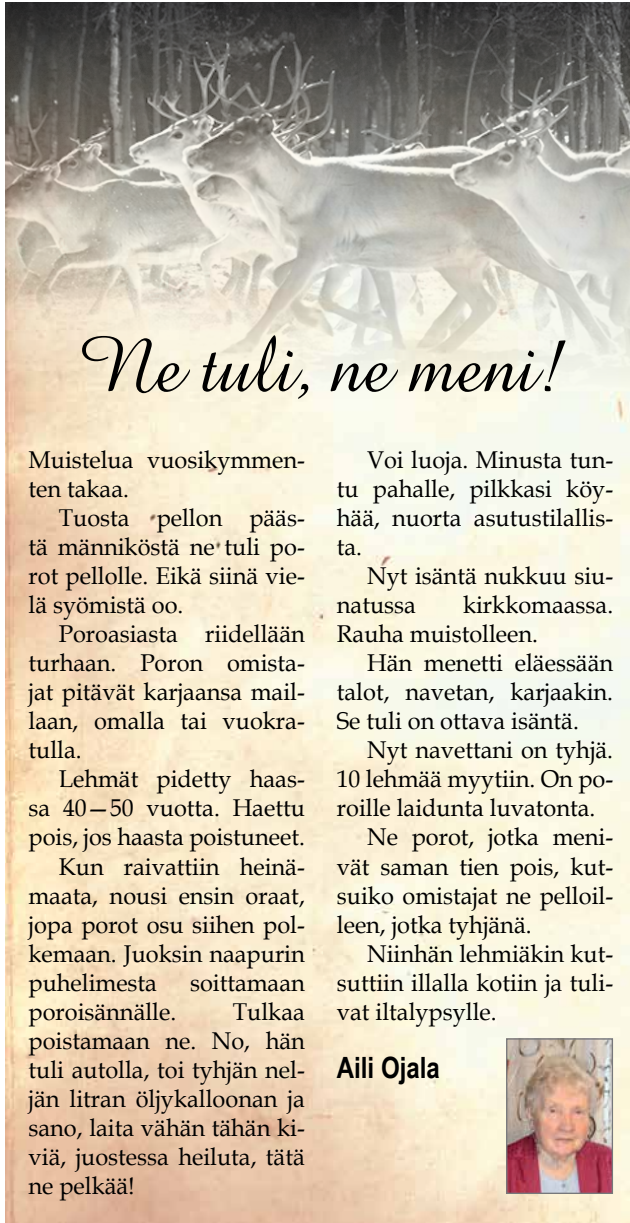 Ne tuli, ne meni!
Muistelua vuosikymmen-
ten takaa.
Tuosta pellon pääs-
tä männiköstä ne tuli po-
rot pellolle. Eikä siinä vie-
lä syömistä oo.
Poroasiasta riidellään
turhaan. Poron omista-
jat pitävät karjaansa mail-
laan, omalla tai vuokra-
tulla.
Lehmät pidetty haas-
sa 40—50 vuotta. Haettu
pois, jos haasta poistuneet.
Kun raivattiin heinä-
maata, nousi ensin oraat,
jopa porot osu siihen pol-
kemaan. Juoksin naapurin
puhelimesta soittamaan
poroisännälle. Tulkaa
poistamaan ne. No, hän
tuli autolla, toi tyhjän nel-
jän litran öljykalloonan ja
sano, laita vähän tähän ki-
viä, juostessa heiluta, tätä
ne pelkää!
Voi luoja. Minusta tun-
tu pahalle, pilkkasi köy-
hää, nuorta asutustilallis-
ta.
Nyt isäntä nukkuu siu-
natussa kirkkomaassa.
Rauha muistolleen.
Hän menetti eläessään
talot, navetan, karjaakin.
Se tuli on ottava isäntä.
Nyt navettani on tyhjä.
10 lehmää myytiin. On po-
roille laidunta luvatonta.
Ne porot, jotka meni-
vät saman tien pois, kut-
suiko omistajat ne pelloil-
leen, jotka tyhjänä.
Niinhän lehmiäkin kut-
suttiin illalla kotiin ja tuli-
vat iltalypsylle.
Aili Ojala